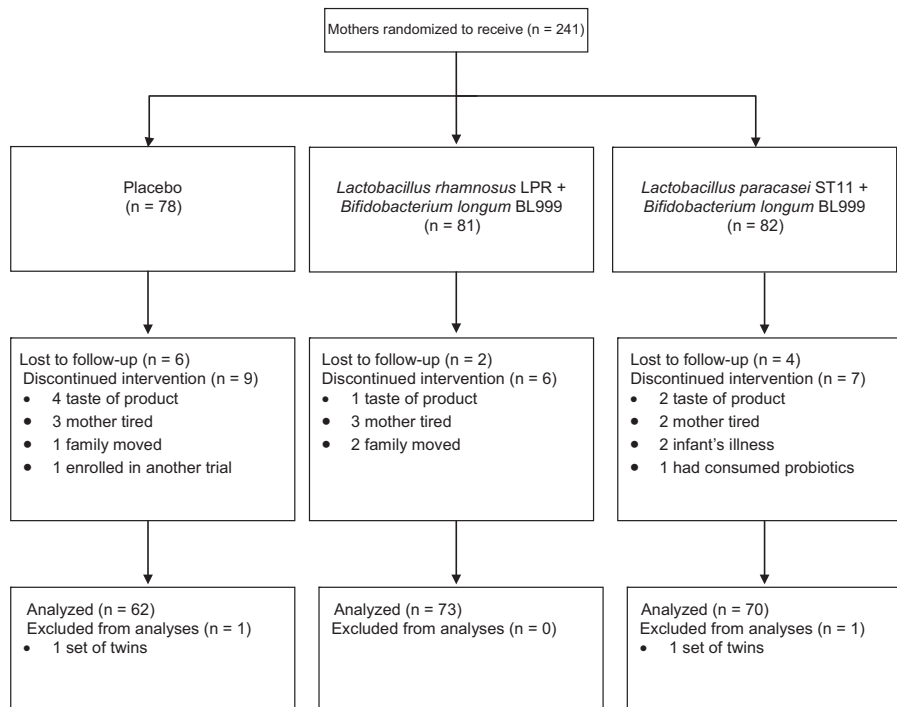 Mothers randomized to receive (n = 241)
Placebo
(n = 78)
Lactobacillus rhamnosus LPR +
Bifidobacterium longum BL999
(n = 81)
Lactobacillus paracasei ST11 +
Bifidobacterium longum BL999
(n = 82)
Lost to follow-up (n = 6)
Discontinued intervention (n = 9)
• 4 taste of product
• 3 mother tired
• 1 family moved
• 1 enrolled in another trial
Lost to follow-up (n = 2)
Discontinued intervention (n = 6)
• 1 taste of product
• 3 mother tired
• 2 family moved
Lost to follow-up (n = 4)
Discontinued intervention (n = 7)
• 2 taste of product
• 2 mother tired
• 2 infant's illness
• 1 had consumed probiotics
Analyzed (n = 62)
Excluded from analyses (n = 1)
• 1 set of twins
Analyzed (n = 73)
Excluded from analyses (n = 0)
Analyzed (n = 70)
Excluded from analyses (n = 1)
• 1 set of twins